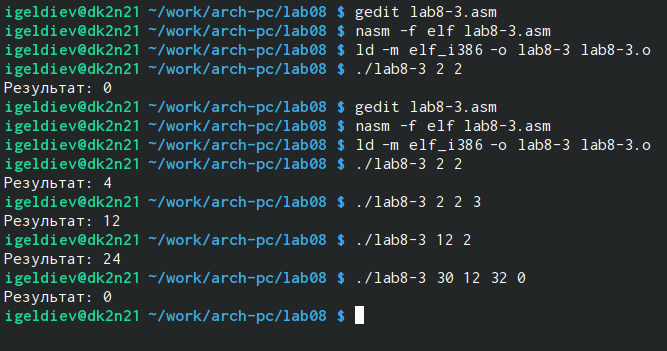 igeldiev@dk2n21 ~/work/arch-pc/lab08 $ gedit lab8-3.asm
igeldiev@dk2n21 ~/work/arch-pc/lab08 $ nasm -f elf lab8-3.asm
igeldiev@dk2n21 ~/work/arch-pc/lab08 $ ld -m elf_i386 -o lab8-3 lab8-3.o
igeldiev@dk2n21 ~/work/arch-pc/lab08 $ ./lab8-3 2 2
Результат: 0
igeldiev@dk2n21 ~/work/arch-pc/lab08 $ gedit lab8-3.asm
igeldiev@dk2n21 ~/work/arch-pc/lab08 $ nasm -f elf lab8-3.asm
igeldiev@dk2n21 ~/work/arch-pc/lab08 $ ld -m elf_i386 -o lab8-3 lab8-3.o
igeldiev@dk2n21 ~/work/arch-pc/lab08 $ ./lab8-3 2 2
Результат: 4
igeldiev@dk2n21 ~/work/arch-pc/lab08 $ ./lab8-3 2 2 3
Результат: 12
igeldiev@dk2n21 ~/work/arch-pc/lab08 $ ./lab8-3 12 2
Результат: 24
igeldiev@dk2n21 ~/work/arch-pc/lab08 $ ./lab8-3 30 12 32 0
Результат: 0
igeldiev@dk2n21 ~/work/arch-pc/lab08 $